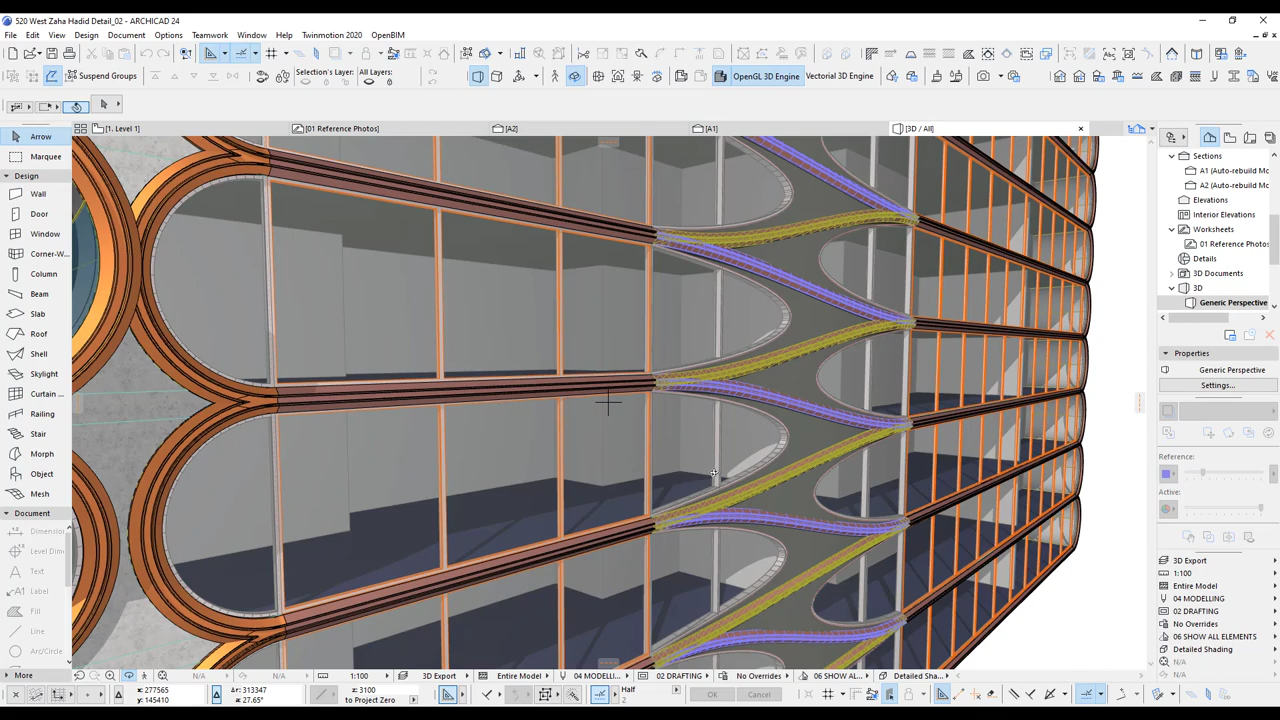 520 West Zaha Hadid Detail_02 - ARCHICAD 24
File Edit View Design Document Options Teamwork Window Help Twinmotion 2020 OpenBIM
Suspend Groups
Selection's Layer:
All Layers:
OpenGL 3D Engine
Vectorial 3D Engine
[1. Level 1]
[01 Reference Photos]
[A2]
[A1]
[3D / All]
Arrow
Marquee
Design
Wall
Door
Window
Corner-W...
Column
Beam
Slab
Roof
Shell
Skylight
Curtain ...
Railing
Stair
Morph
Object
Mesh
Document
Dimensio
Level Dim
Text
Label
Fill
Line
Arc/Circle
More
Sections
A1 (Auto-rebuild Mo
A2 (Auto-rebuild Mo
Elevations
Interior Elevations
Worksheets
01 Reference Photos
Details
3D Documents
3D
Generic Perspective
Properties
Generic Perspective
Settings...
Reference:
Active:
3D Export
1:100
Entire Model
04 MODELLING
02 DRAFTING
No Overrides
06 SHOW ALL ELEMENTS
Detailed Shading
N/A
N/A
N/A
1:100
3D Export
Entire Model
04 MODELLI...
02 DRAFTING
No Overrides
06 SHOW AL...
Detailed Sha...
N/A
x: 277565
y: 145410
Δr: 313347
α: 27.65°
z: 3100
to Project Zero
Half
2
OK
Cancel